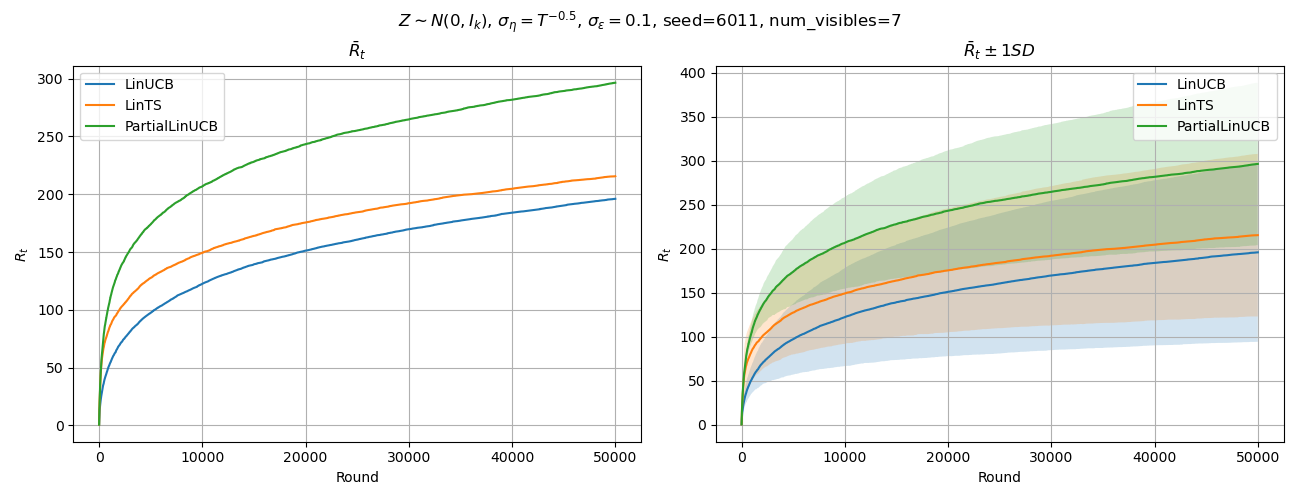 Z ∼ N(0, I_k), σ_η = T^{−0.5}, σ_ε = 0.1, seed=6011, num_visibles=7
R̄_t
300
250
200
150
100
50
0
R_t
LinUCB
LinTS
PartialLinUCB
0 10000 20000 30000 40000 50000
Round
R̄_t ± 1SD
400
350
300
250
200
150
100
50
0
R_t
LinUCB
LinTS
PartialLinUCB
0 10000 20000 30000 40000 50000
Round